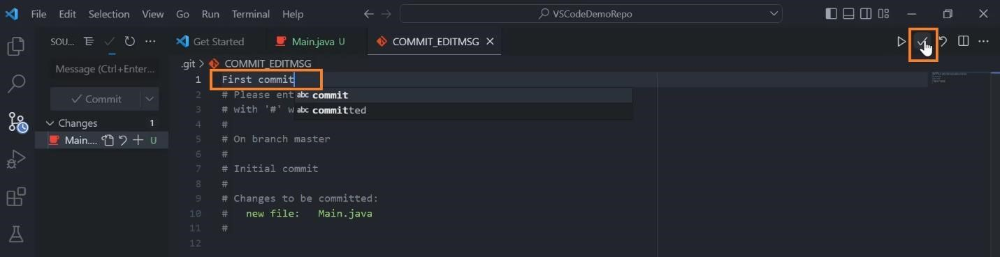 File Edit Selection View Go Run Terminal Help VSCodeDemoRepo
SOU... Get Started Main.java U COMMIT_EDITMSG
Message (Ctrl+Enter...
Commit
Changes 1
Main.... U
.git > COMMIT_EDITMSG
1 First commit
2 # Please ent
abc commit
3 # with '#' w
abc committed
4 #
5 # On branch master
6 #
7 # Initial commit
8 #
9 # Changes to be committed:
10 # new file: Main.java
11 #
12